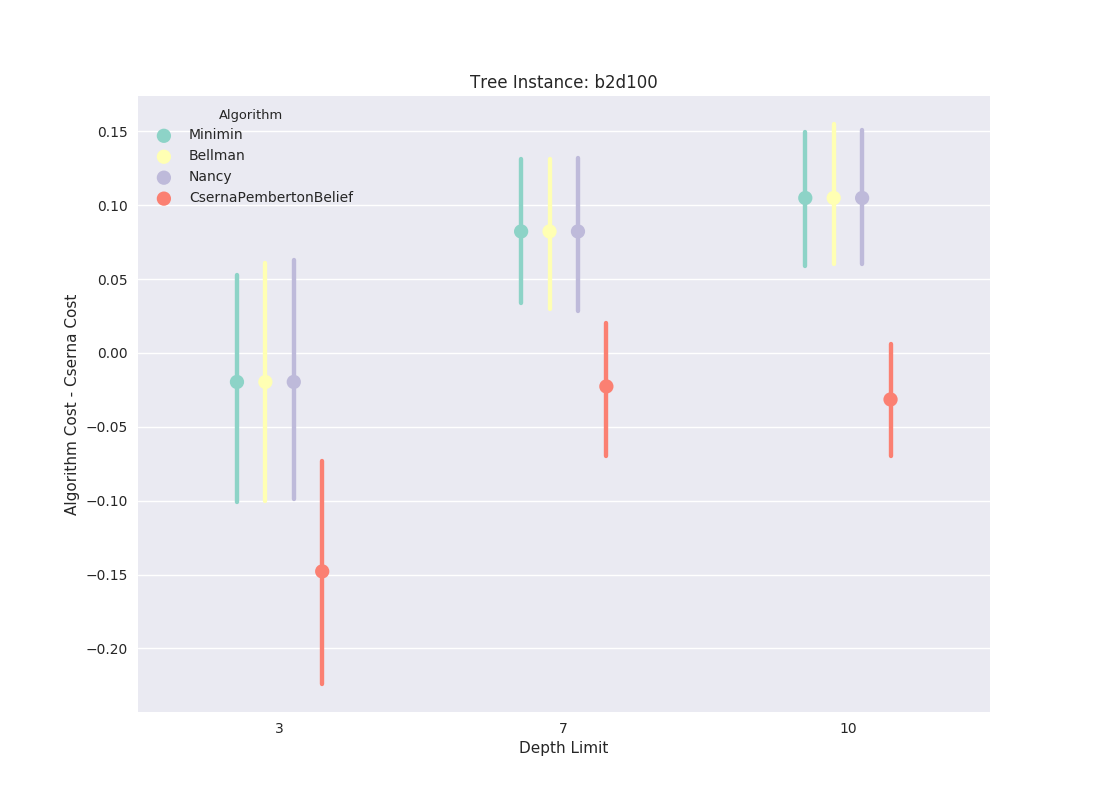 Tree Instance: b2d100
Algorithm
Minimin
Bellman
Nancy
CsernaPembertonBelief
0.15
0.10
0.05
0.00
−0.05
−0.10
−0.15
−0.20
Algorithm Cost - Cserna Cost
3
7
10
Depth Limit